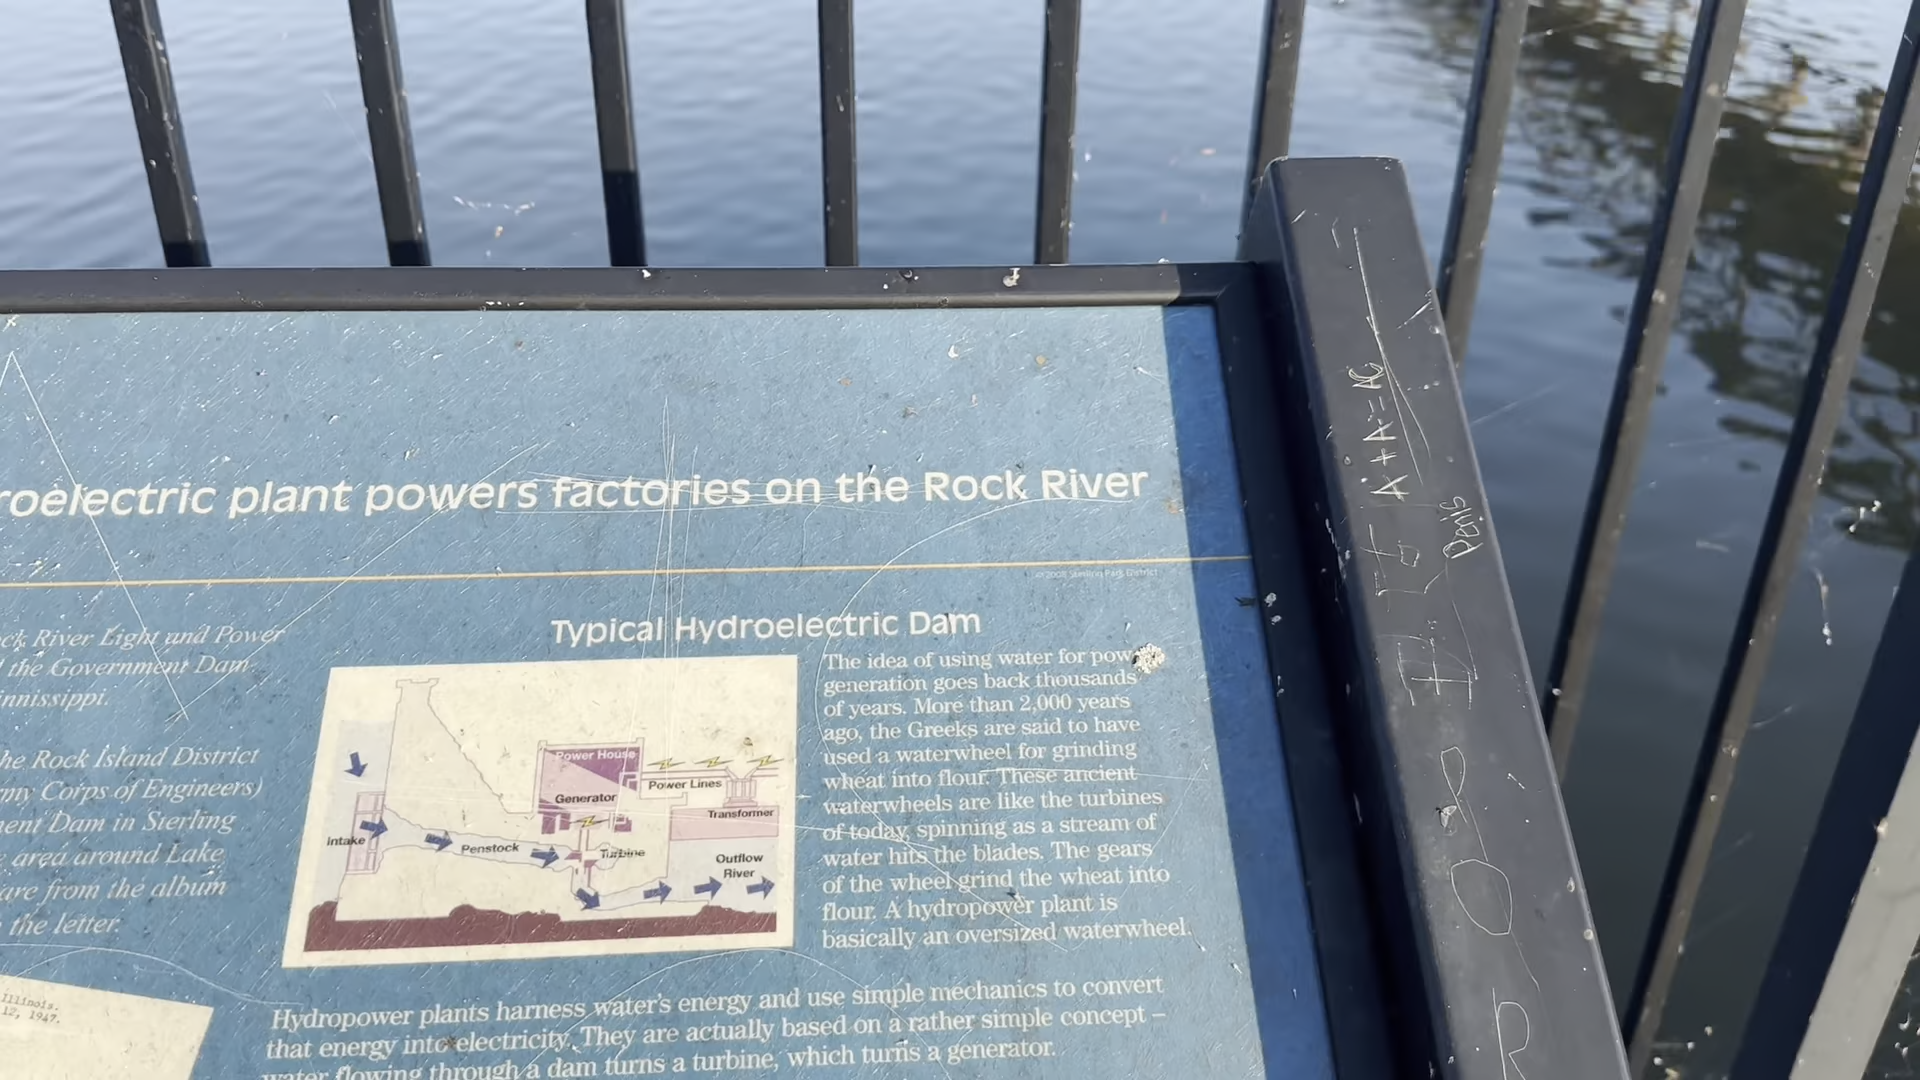 roelectric plant powers factories on the Rock River
© 2008 Sterling Park District
ck River Light and Power
the Government Dam
innissippi.
he Rock Island District
my Corps of Engineers)
ent Dam in Sterling
area around Lake
are from the album
the letter.
Illinois.
12, 1947.
Typical Hydroelectric Dam
Power House
Generator
Power Lines
Transformer
Intake
Penstock
Turbine
Outflow
River
The idea of using water for pow
generation goes back thousands
of years. More than 2,000 years
ago, the Greeks are said to have
used a waterwheel for grinding
wheat into flour. These ancient
waterwheels are like the turbines
of today, spinning as a stream of
water hits the blades. The gears
of the wheel grind the wheat into
flour. A hydropower plant is
basically an oversized waterwheel.
Hydropower plants harness water's energy and use simple mechanics to convert
that energy into electricity. They are actually based on a rather simple concept –
water flowing through a dam turns a turbine, which turns a generator.
A+A=AC
Penis
R